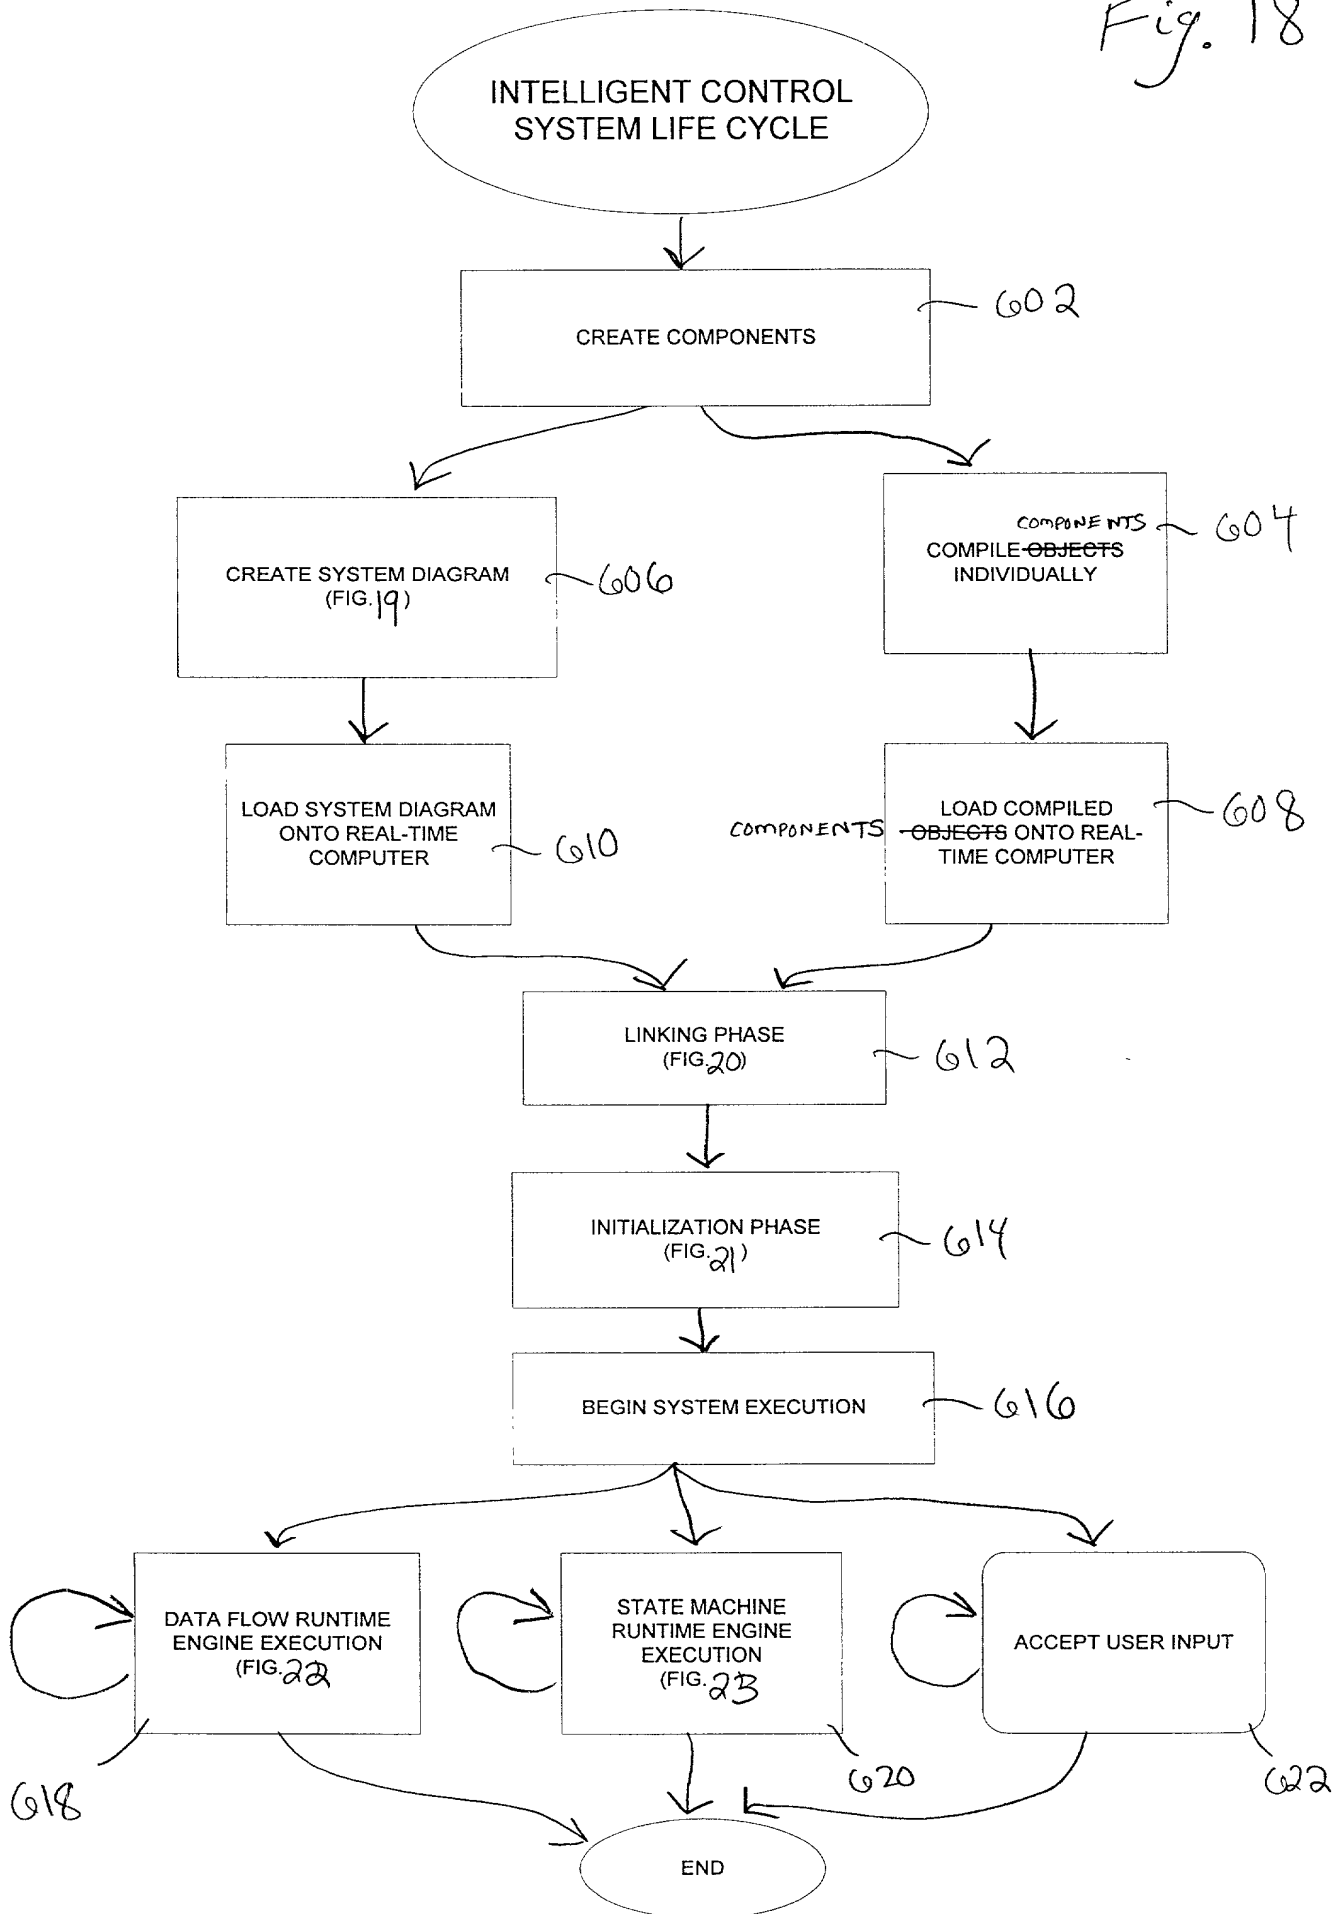 Fig. 18
INTELLIGENT CONTROL
SYSTEM LIFE CYCLE
602
CREATE COMPONENTS
COMPONENTS
604
COMPILE OBJECTS
INDIVIDUALLY
CREATE SYSTEM DIAGRAM
(FIG. 19)
606
LOAD SYSTEM DIAGRAM
ONTO REAL-TIME
COMPUTER
610
LOAD COMPILED
COMPONENTS OBJECTS ONTO REAL-
TIME COMPUTER
608
LINKING PHASE
(FIG. 20)
612
INITIALIZATION PHASE
(FIG. 21)
614
BEGIN SYSTEM EXECUTION
616
DATA FLOW RUNTIME
ENGINE EXECUTION
(FIG. 22)
618
STATE MACHINE
RUNTIME ENGINE
EXECUTION
(FIG. 23)
620
ACCEPT USER INPUT
622
END